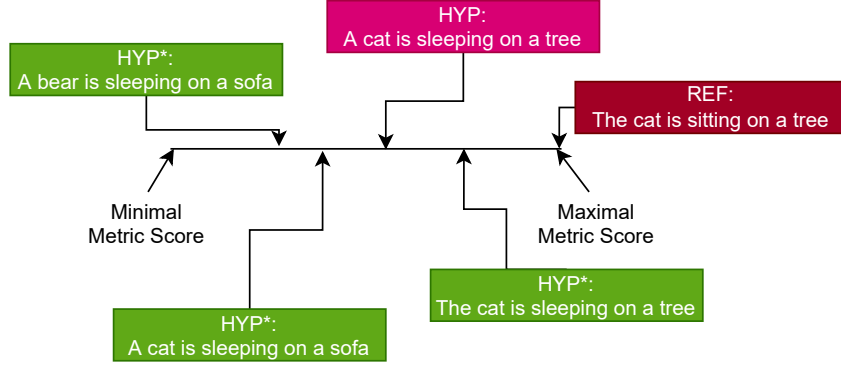 HYP:
A cat is sleeping on a tree
HYP*:
A bear is sleeping on a sofa
REF:
The cat is sitting on a tree
Minimal
Metric Score
Maximal
Metric Score
HYP*:
The cat is sleeping on a tree
HYP*:
A cat is sleeping on a sofa